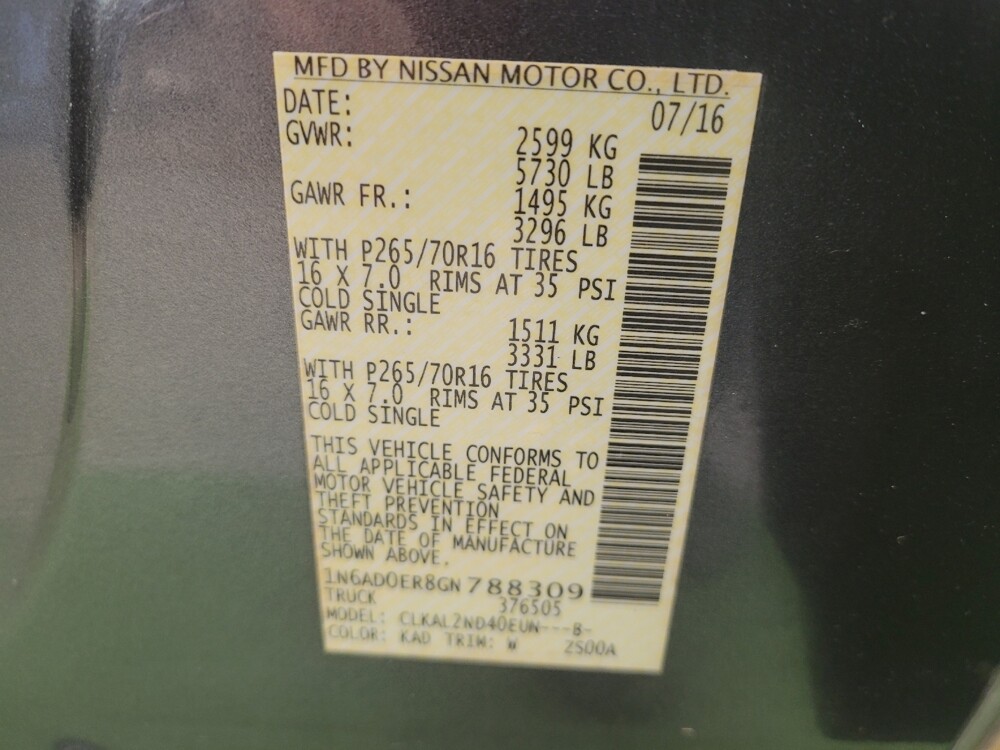 MFD BY NISSAN MOTOR CO., LTD.
DATE: 07/16
GVWR: 2599 KG
5730 LB
GAWR FR.: 1495 KG
3296 LB
WITH P265/70R16 TIRES
16 X 7.0 RIMS AT 35 PSI
COLD SINGLE
GAWR RR.: 1511 KG
3331 LB
WITH P265/70R16 TIRES
16 X 7.0 RIMS AT 35 PSI
COLD SINGLE
THIS VEHICLE CONFORMS TO
ALL APPLICABLE FEDERAL
MOTOR VEHICLE SAFETY AND
THEFT PREVENTION
STANDARDS IN EFFECT ON
THE DATE OF MANUFACTURE
SHOWN ABOVE.
1N6AD0ER8GN788309
TRUCK 376505
MODEL: CLKAL2ND40EUN---B-
COLOR: KAD TRIM: W ZS00A